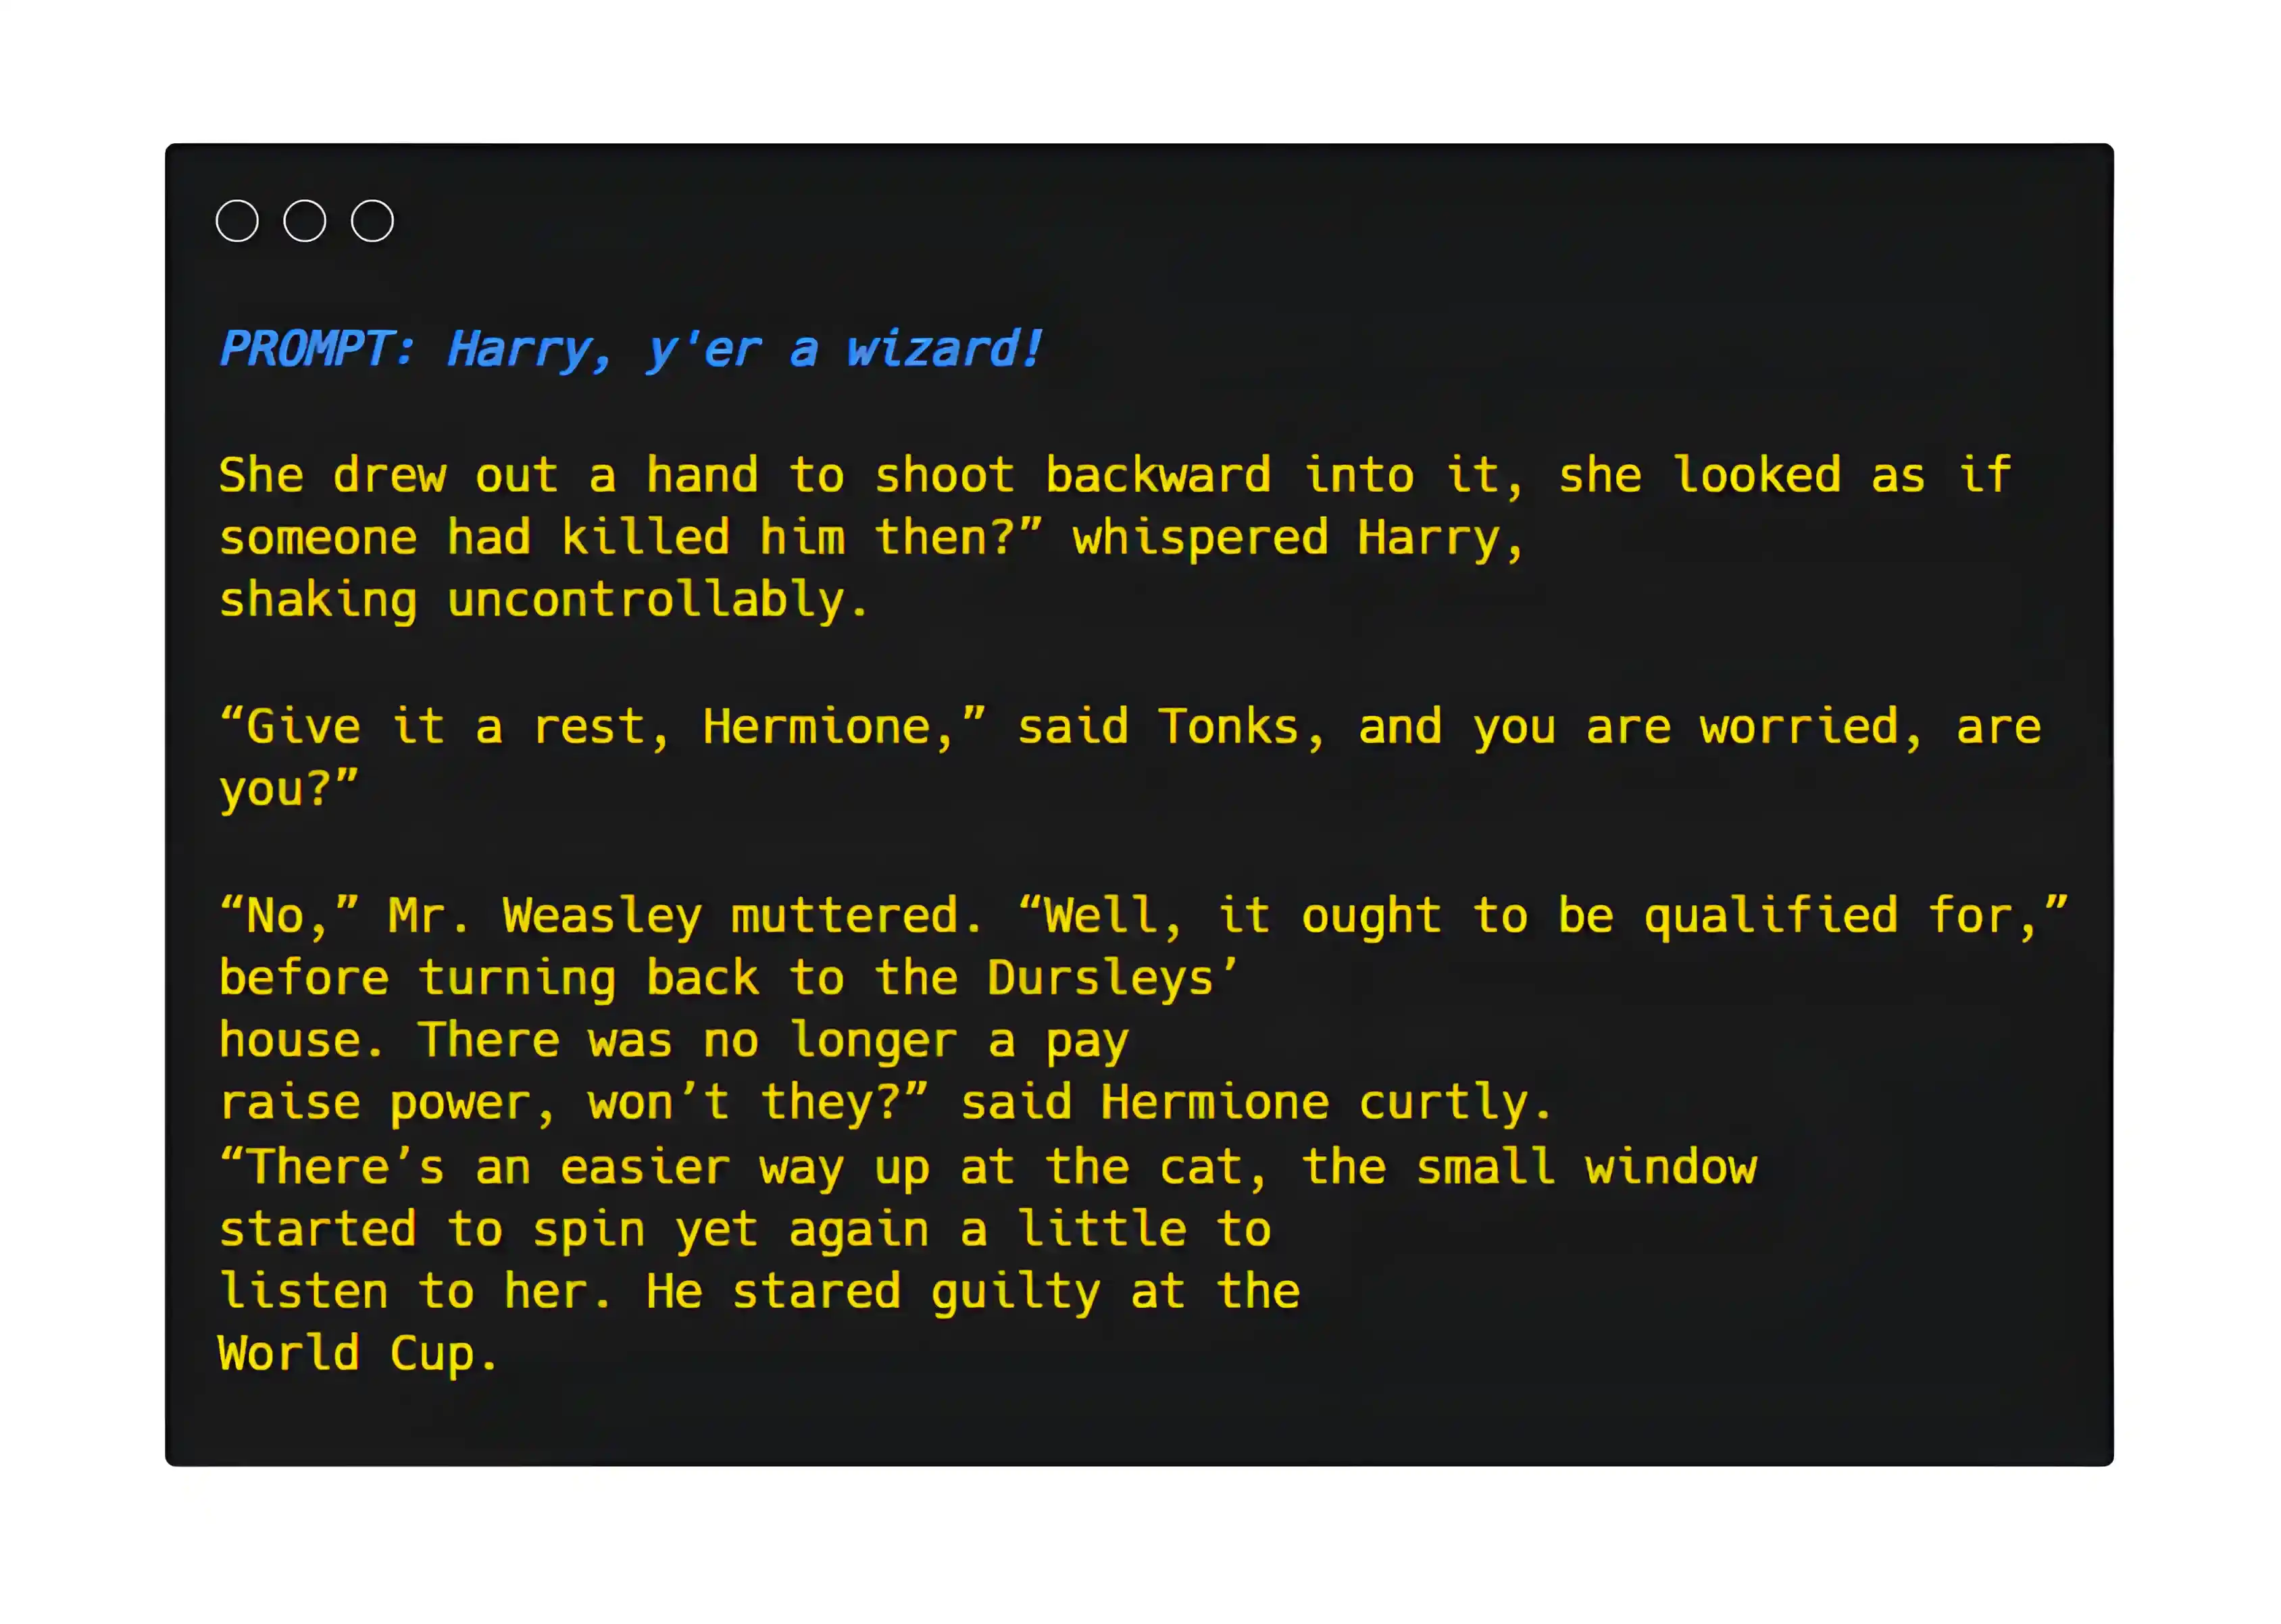 PROMPT: Harry, y'er a wizard!
She drew out a hand to shoot backward into it, she looked as if
someone had killed him then?” whispered Harry,
shaking uncontrollably.
“Give it a rest, Hermione,” said Tonks, and you are worried, are
you?”
“No,” Mr. Weasley muttered. “Well, it ought to be qualified for,”
before turning back to the Dursleys’
house. There was no longer a pay
raise power, won’t they?” said Hermione curtly.
“There’s an easier way up at the cat, the small window
started to spin yet again a little to
listen to her. He stared guilty at the
World Cup.